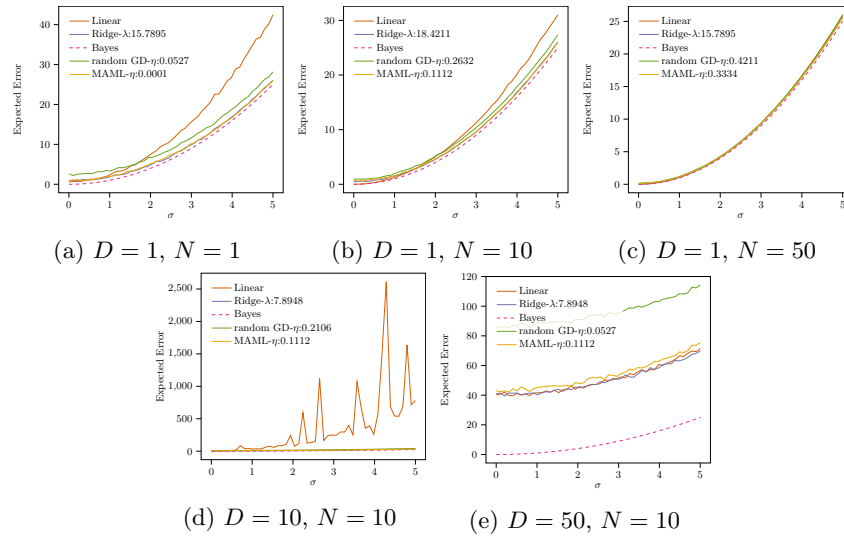 40
30
20
10
0
Expected Error
Linear
Ridge-λ:15.7895
Bayes
random GD-η:0.0527
MAML-η:0.0001
0 1 2 3 4 5
σ
(a) D = 1, N = 1
30
20
10
0
Expected Error
Linear
Ridge-λ:18.4211
Bayes
random GD-η:0.2632
MAML-η:0.1112
0 1 2 3 4 5
σ
(b) D = 1, N = 10
25
20
15
10
5
0
Expected Error
Linear
Ridge-λ:15.7895
Bayes
random GD-η:0.4211
MAML-η:0.3334
0 1 2 3 4 5
σ
(c) D = 1, N = 50
2,500
2,000
1,500
1,000
500
0
Expected Error
Linear
Ridge-λ:7.8948
Bayes
random GD-η:0.2106
MAML-η:0.1112
0 1 2 3 4 5
σ
(d) D = 10, N = 10
120
100
80
60
40
20
0
Expected Error
Linear
Ridge-λ:7.8948
Bayes
random GD-η:0.0527
MAML-η:0.1112
0 1 2 3 4 5
σ
(e) D = 50, N = 10